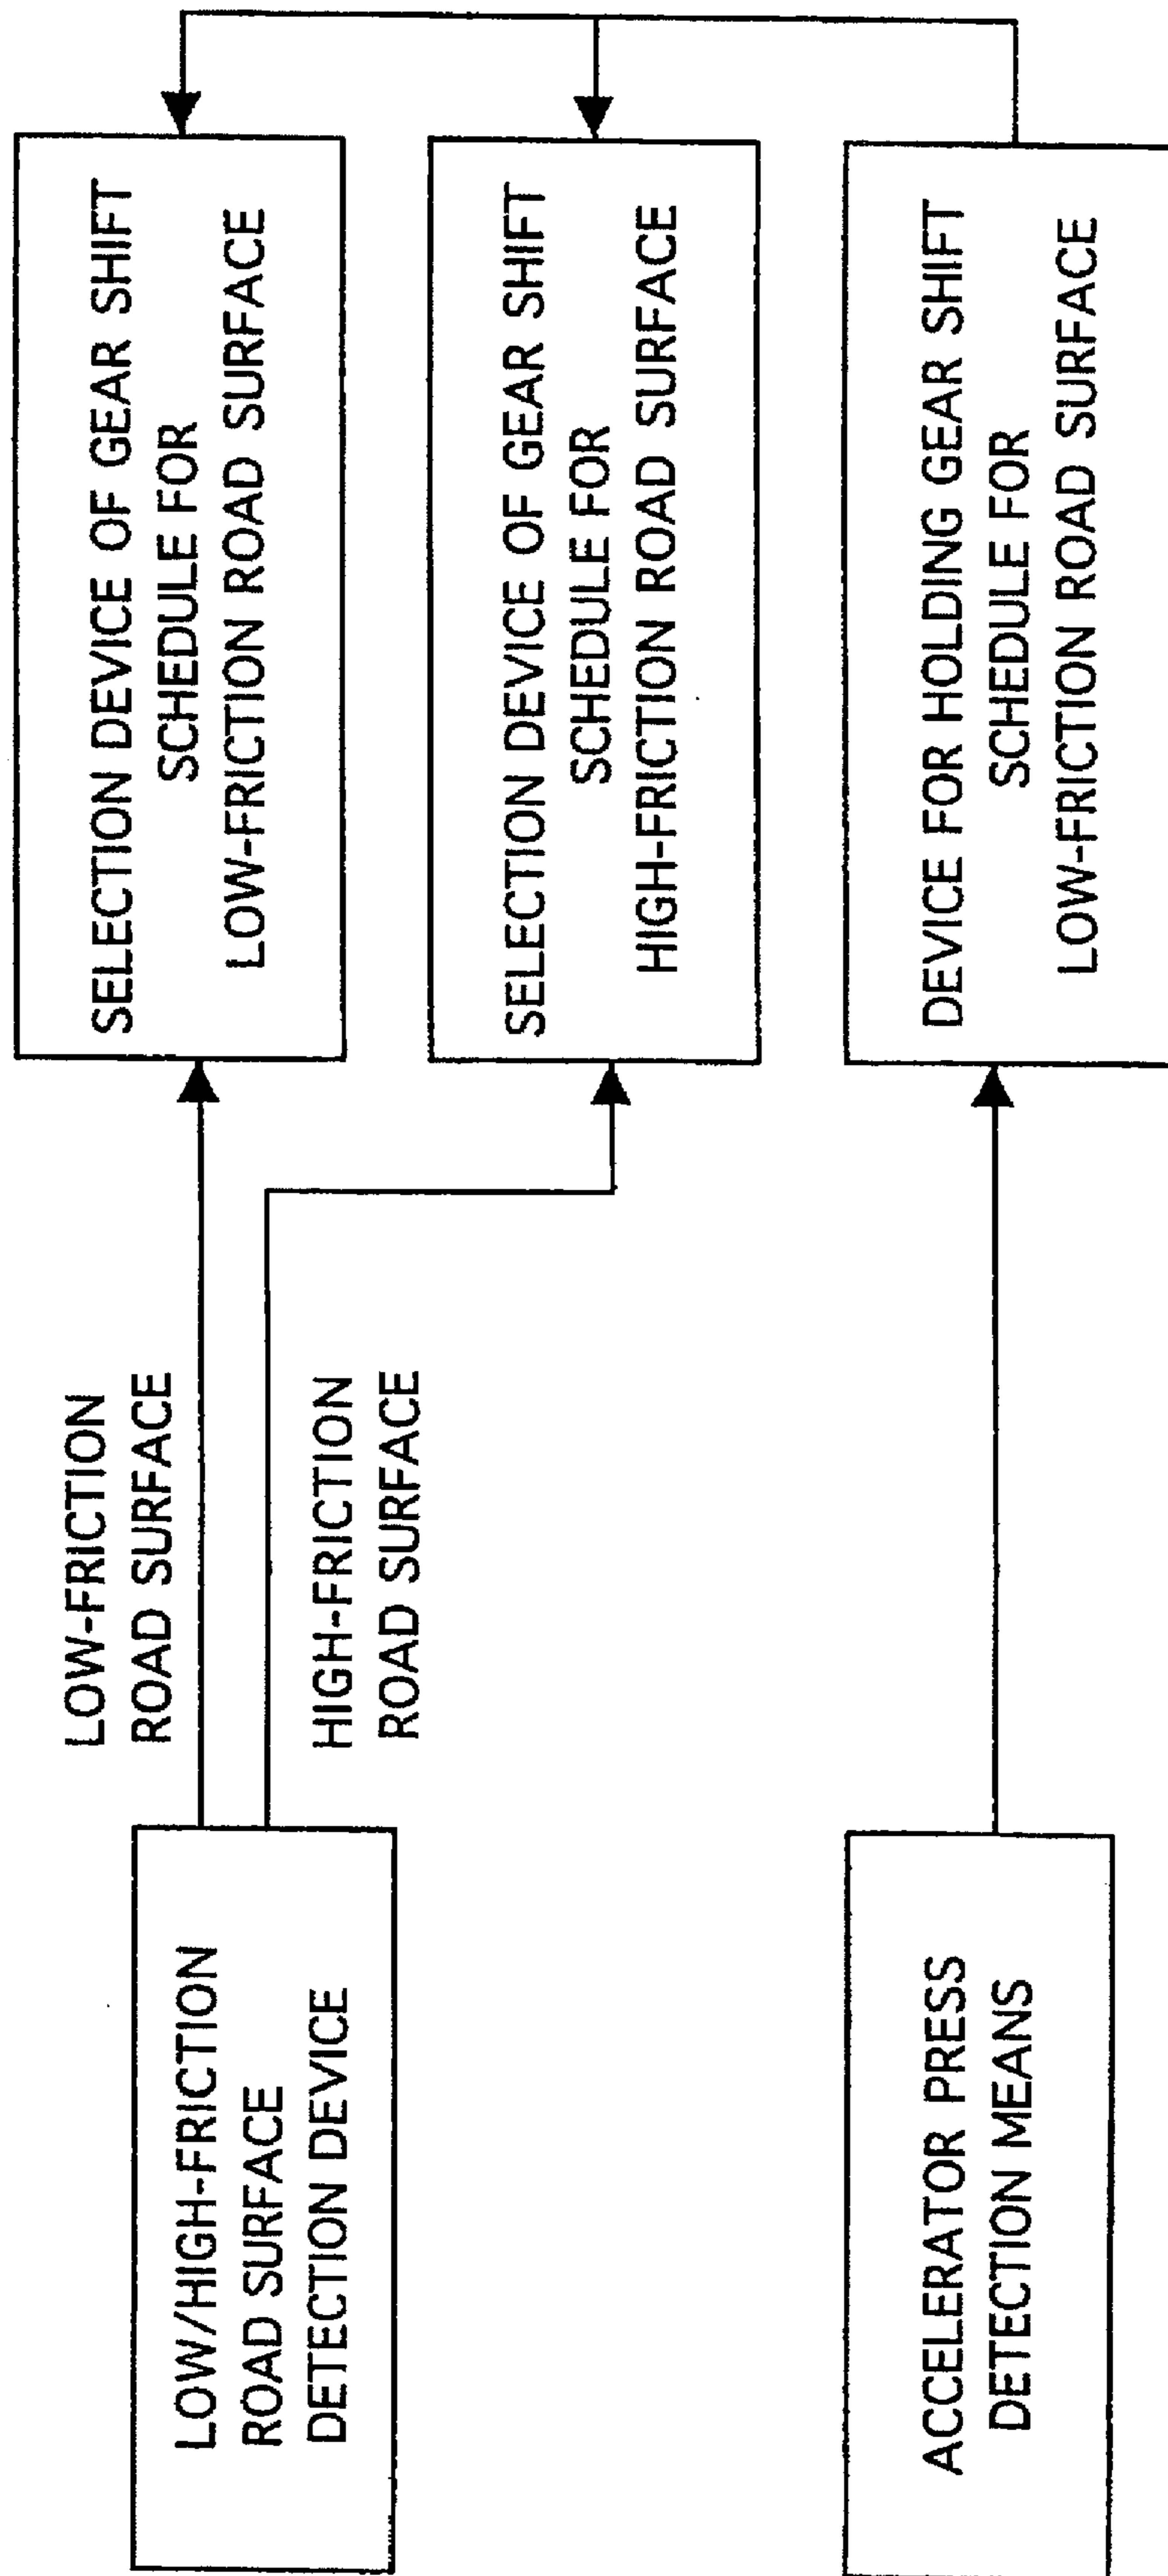 LOW/HIGH-FRICTION
ROAD SURFACE
DETECTION DEVICE
LOW-FRICTION
ROAD SURFACE
HIGH-FRICTION
ROAD SURFACE
SELECTION DEVICE OF GEAR SHIFT
SCHEDULE FOR
LOW-FRICTION ROAD SURFACE
SELECTION DEVICE OF GEAR SHIFT
SCHEDULE FOR
HIGH-FRICTION ROAD SURFACE
ACCELERATOR PRESS
DETECTION MEANS
DEVICE FOR HOLDING GEAR SHIFT
SCHEDULE FOR
LOW-FRICTION ROAD SURFACE